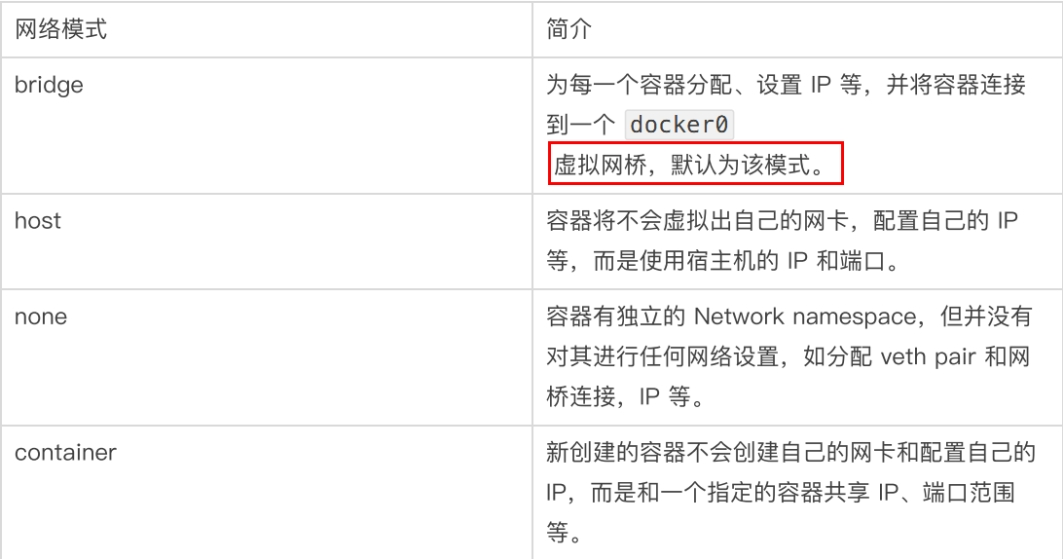 网络模式
简介
bridge
为每一个容器分配、设置 IP 等，并将容器连接
到一个 docker0
虚拟网桥，默认为该模式。
host
容器将不会虚拟出自己的网卡，配置自己的 IP
等，而是使用宿主机的 IP 和端口。
none
容器有独立的 Network namespace，但并没有
对其进行任何网络设置，如分配 veth pair 和网
桥连接，IP 等。
container
新创建的容器不会创建自己的网卡和配置自己的
IP，而是和一个指定的容器共享 IP、端口范围
等。